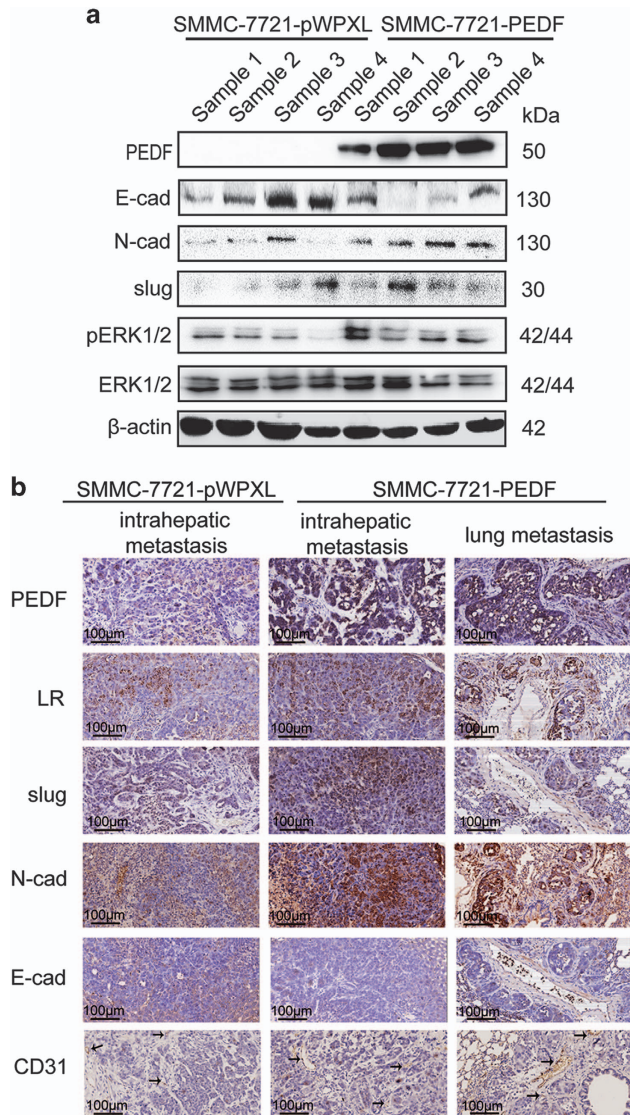 a
SMMC-7721-pWPXL SMMC-7721-PEDF
Sample 1 Sample 2 Sample 3 Sample 4 Sample 1 Sample 2 Sample 3 Sample 4
kDa
PEDF 50
E-cad 130
N-cad 130
slug 30
pERK1/2 42/44
ERK1/2 42/44
β-actin 42
b
SMMC-7721-pWPXL SMMC-7721-PEDF
intrahepatic metastasis intrahepatic metastasis lung metastasis
PEDF
100μm 100μm 100μm
LR
100μm 100μm 100μm
slug
100μm 100μm 100μm
N-cad
100μm 100μm 100μm
E-cad
100μm 100μm 100μm
CD31
100μm 100μm 100μm